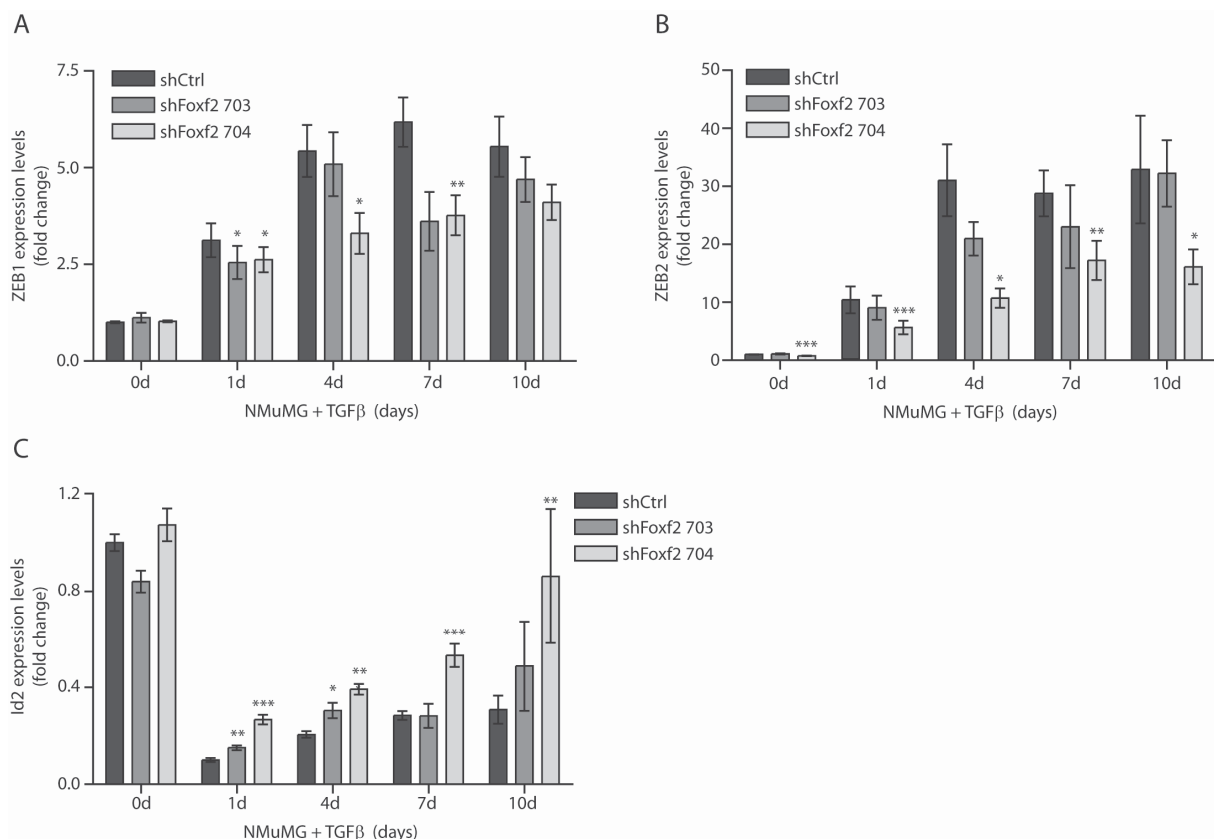 A
ZEB1 expression levels
(fold change)
7.5
5.0
2.5
0.0
shCtrl
shFoxf2 703
shFoxf2 704
* *
*
**
0d 1d 4d 7d 10d
NMuMG + TGFβ (days)
B
ZEB2 expression levels
(fold change)
50
40
30
20
10
0
shCtrl
shFoxf2 703
shFoxf2 704
***
***
*
**
*
0d 1d 4d 7d 10d
NMuMG + TGFβ (days)
C
Id2 expression levels
(fold change)
1.2
0.8
0.4
0.0
shCtrl
shFoxf2 703
shFoxf2 704
** ***
* **
***
**
0d 1d 4d 7d 10d
NMuMG + TGFβ (days)